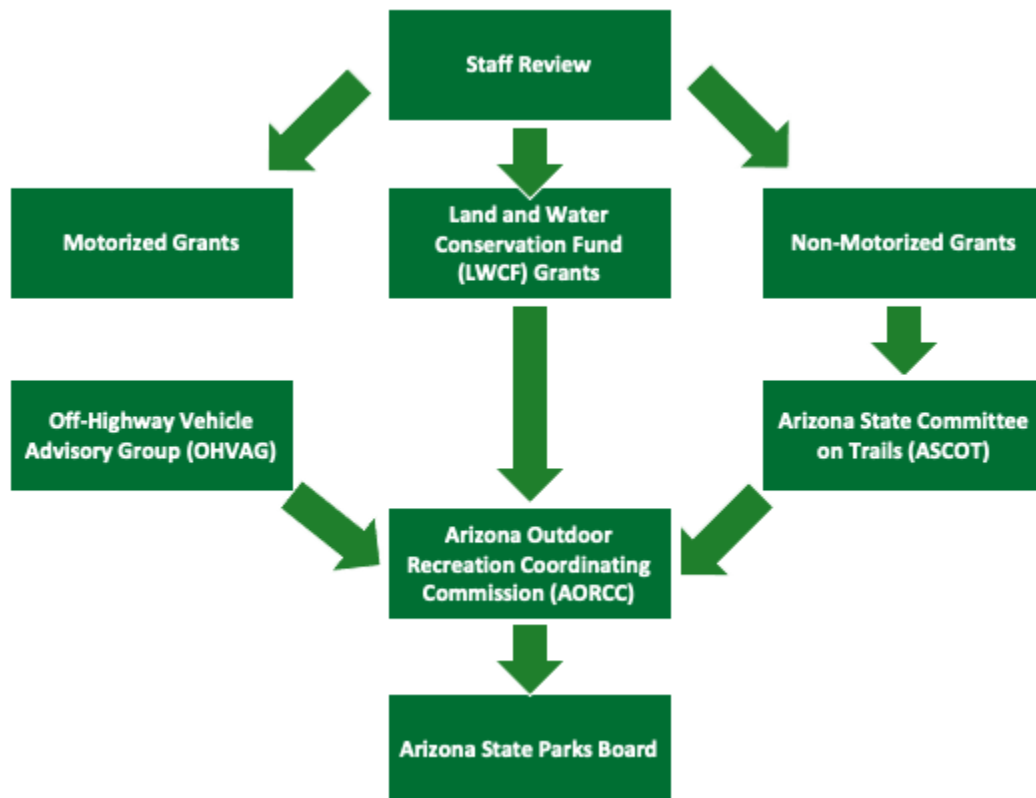 Staff Review
Motorized Grants
Land and Water
Conservation Fund
(LWCF) Grants
Non-Motorized Grants
Off-Highway Vehicle
Advisory Group (OHVAG)
Arizona State Committee
on Trails (ASCOT)
Arizona Outdoor
Recreation Coordinating
Commission (AORCC)
Arizona State Parks Board